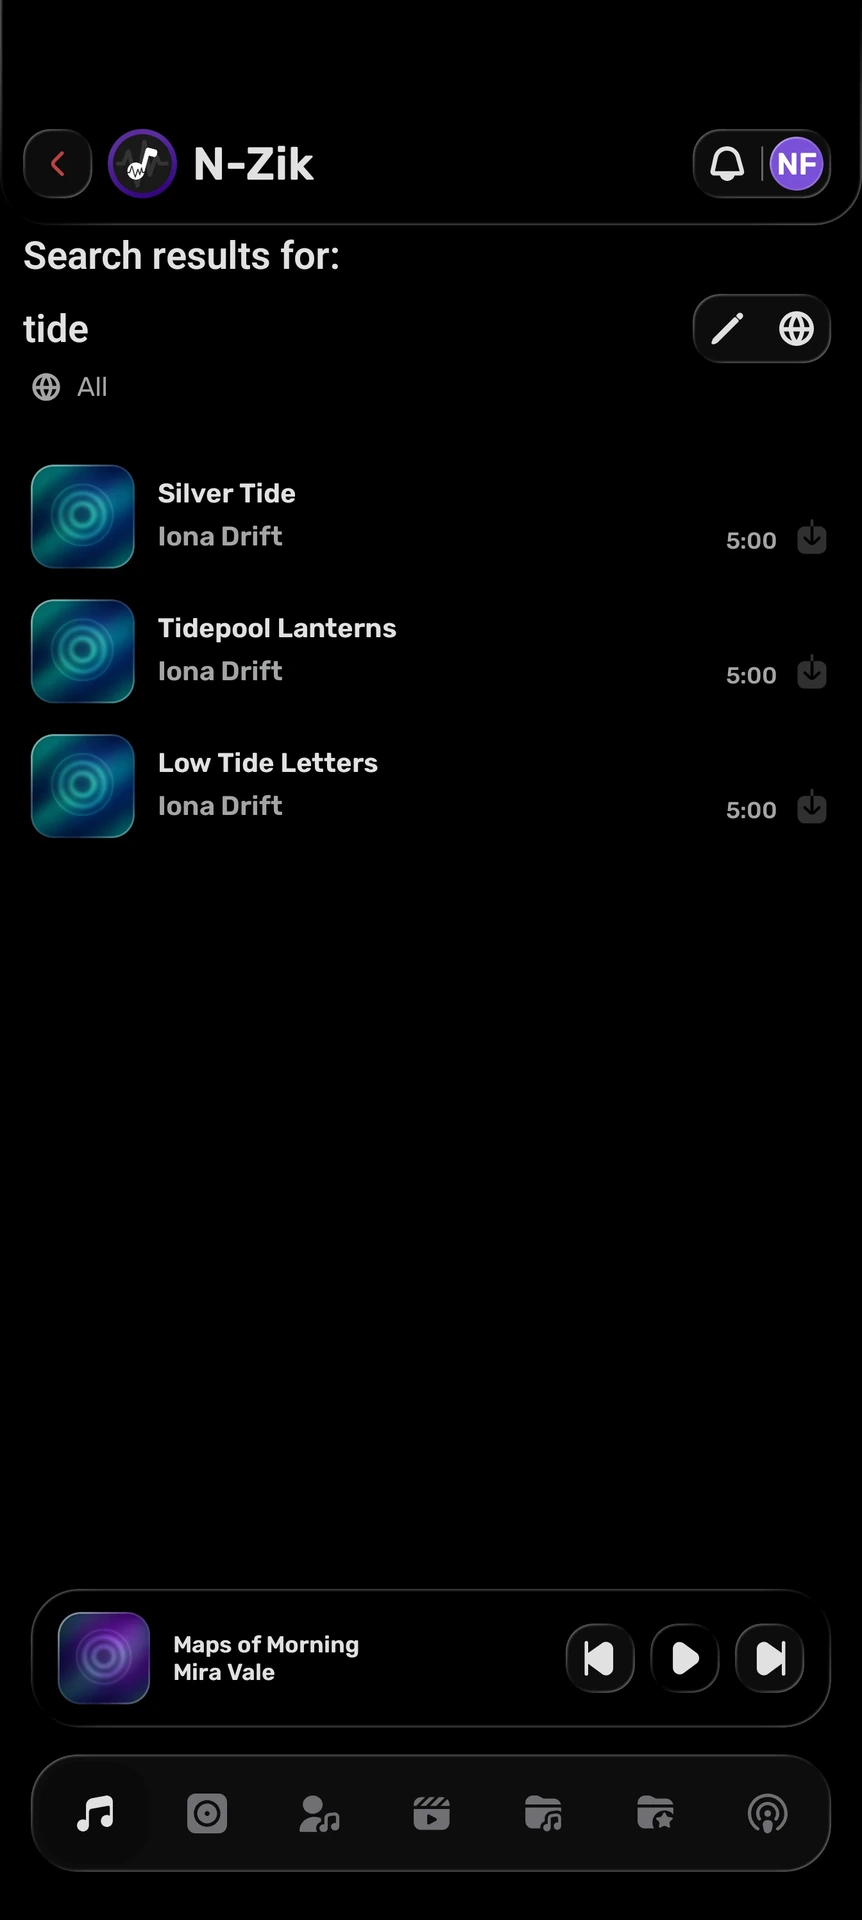 N-Zik
NF
Search results for:
tide
All
Silver Tide
Iona Drift
5:00
Tidepool Lanterns
Iona Drift
5:00
Low Tide Letters
Iona Drift
5:00
Maps of Morning
Mira Vale